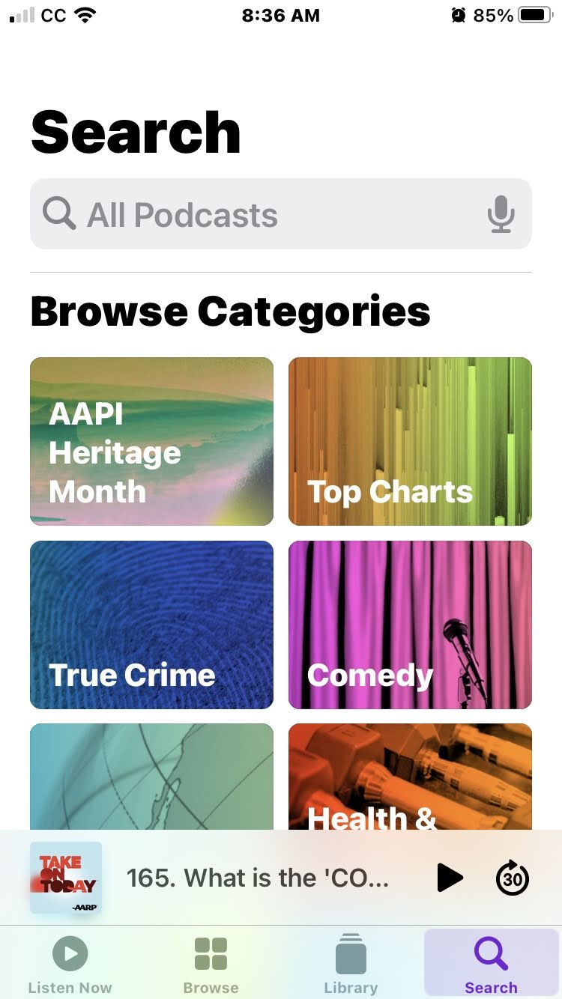 CC 8:36 AM 85%
Search
All Podcasts
Browse Categories
AAPI
Heritage
Month
Top Charts
True Crime
Comedy
Health &
TAKE
ON
TODAY
AARP
165. What is the 'CO...
30
Listen Now
Browse
Library
Search